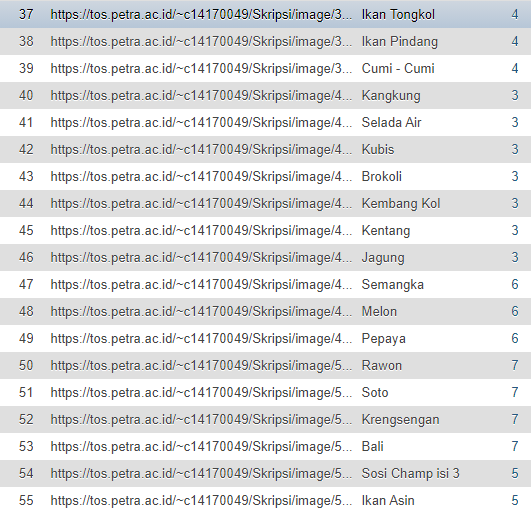 37 https://tos.petra.ac.id/~c14170049/Skripsi/image/3... Ikan Tongkol 4
38 https://tos.petra.ac.id/~c14170049/Skripsi/image/3... Ikan Pindang 4
39 https://tos.petra.ac.id/~c14170049/Skripsi/image/3... Cumi - Cumi 4
40 https://tos.petra.ac.id/~c14170049/Skripsi/image/4... Kangkung 3
41 https://tos.petra.ac.id/~c14170049/Skripsi/image/4... Selada Air 3
42 https://tos.petra.ac.id/~c14170049/Skripsi/image/4... Kubis 3
43 https://tos.petra.ac.id/~c14170049/Skripsi/image/4... Brokoli 3
44 https://tos.petra.ac.id/~c14170049/Skripsi/image/4... Kembang Kol 3
45 https://tos.petra.ac.id/~c14170049/Skripsi/image/4... Kentang 3
46 https://tos.petra.ac.id/~c14170049/Skripsi/image/4... Jagung 3
47 https://tos.petra.ac.id/~c14170049/Skripsi/image/4... Semangka 6
48 https://tos.petra.ac.id/~c14170049/Skripsi/image/4... Melon 6
49 https://tos.petra.ac.id/~c14170049/Skripsi/image/4... Pepaya 6
50 https://tos.petra.ac.id/~c14170049/Skripsi/image/5... Rawon 7
51 https://tos.petra.ac.id/~c14170049/Skripsi/image/5... Soto 7
52 https://tos.petra.ac.id/~c14170049/Skripsi/image/5... Krengsengan 7
53 https://tos.petra.ac.id/~c14170049/Skripsi/image/5... Bali 7
54 https://tos.petra.ac.id/~c14170049/Skripsi/image/5... Sosi Champ isi 3 5
55 https://tos.petra.ac.id/~c14170049/Skripsi/image/5... Ikan Asin 5